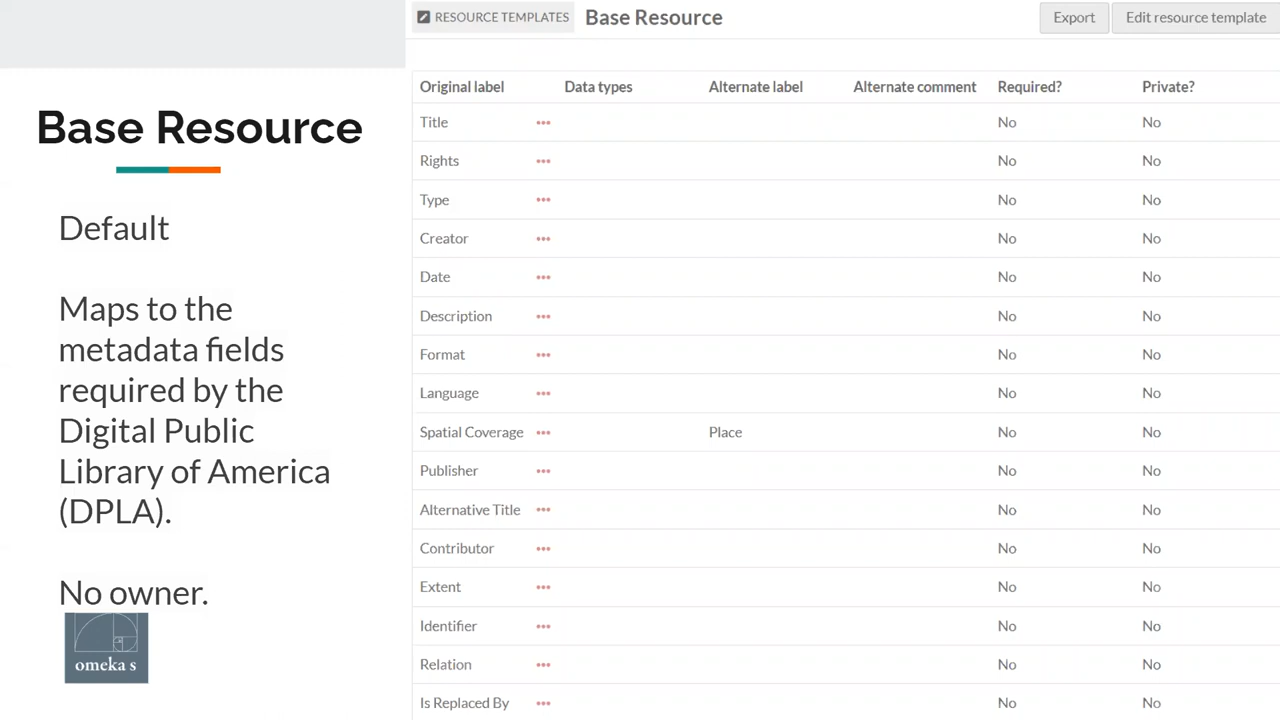 Base Resource
Default
Maps to the
metadata fields
required by the
Digital Public
Library of America
(DPLA).
No owner.
omeka s
RESOURCE TEMPLATES Base Resource Export Edit resource template
Original label Data types Alternate label Alternate comment Required? Private?
Title No No
Rights No No
Type No No
Creator No No
Date No No
Description No No
Format No No
Language No No
Spatial Coverage Place No No
Publisher No No
Alternative Title No No
Contributor No No
Extent No No
Identifier No No
Relation No No
Is Replaced By No No